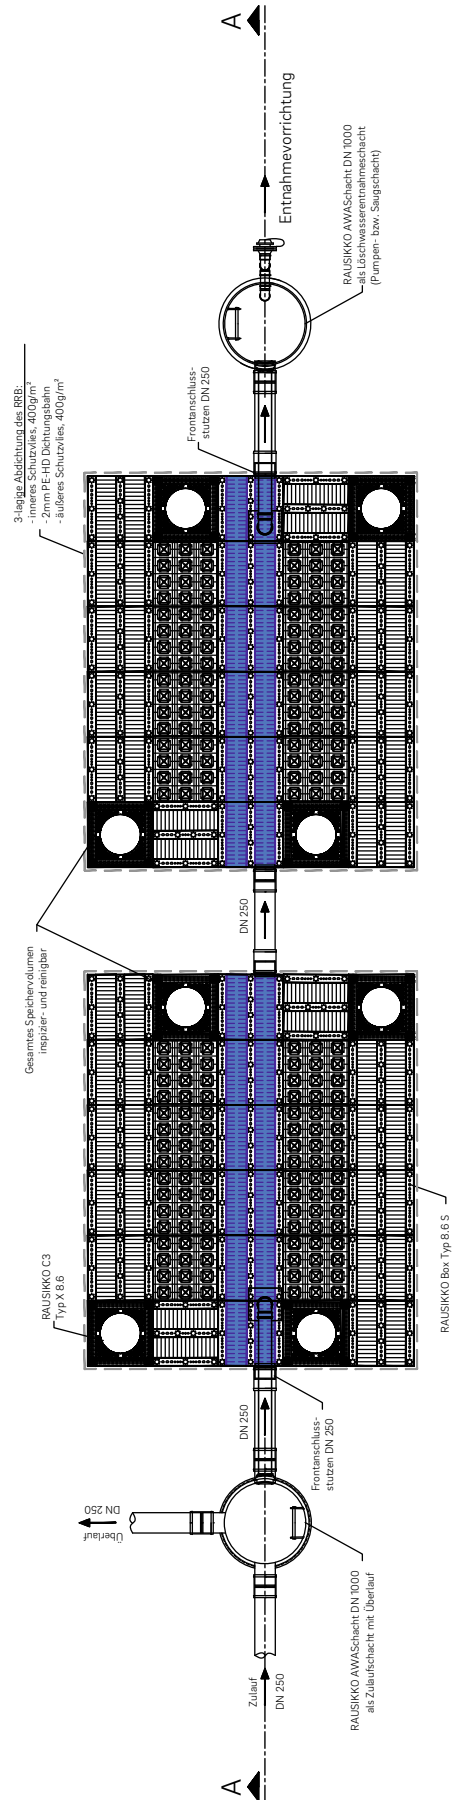 A
Entnahmevorrichtung
RAUSIKKO AWASchacht DN 1000
als Löschwasserentnahmeschacht
(Pumpen- bzw. Saugschacht)
3-lagige Abdichtung des RRB:
- inneres Schutzvlies, 400g/m²
- 2mm PE-HD Dichtungsbahn
- äußeres Schutzvlies, 400g/m²
Frontanschluss-
stutzen DN 250
DN 250
Gesamtes Speichervolumen
inspizier- und reinigbar
RAUSIKKO C3
Typ X 8.6
RAUSIKKO Box Typ 8.6 S
DN 250
Frontanschluss-
stutzen DN 250
Überlauf
DN 250
RAUSIKKO AWASchacht DN 1000
als Zulaufschacht mit Überlauf
Zulauf
DN 250
A